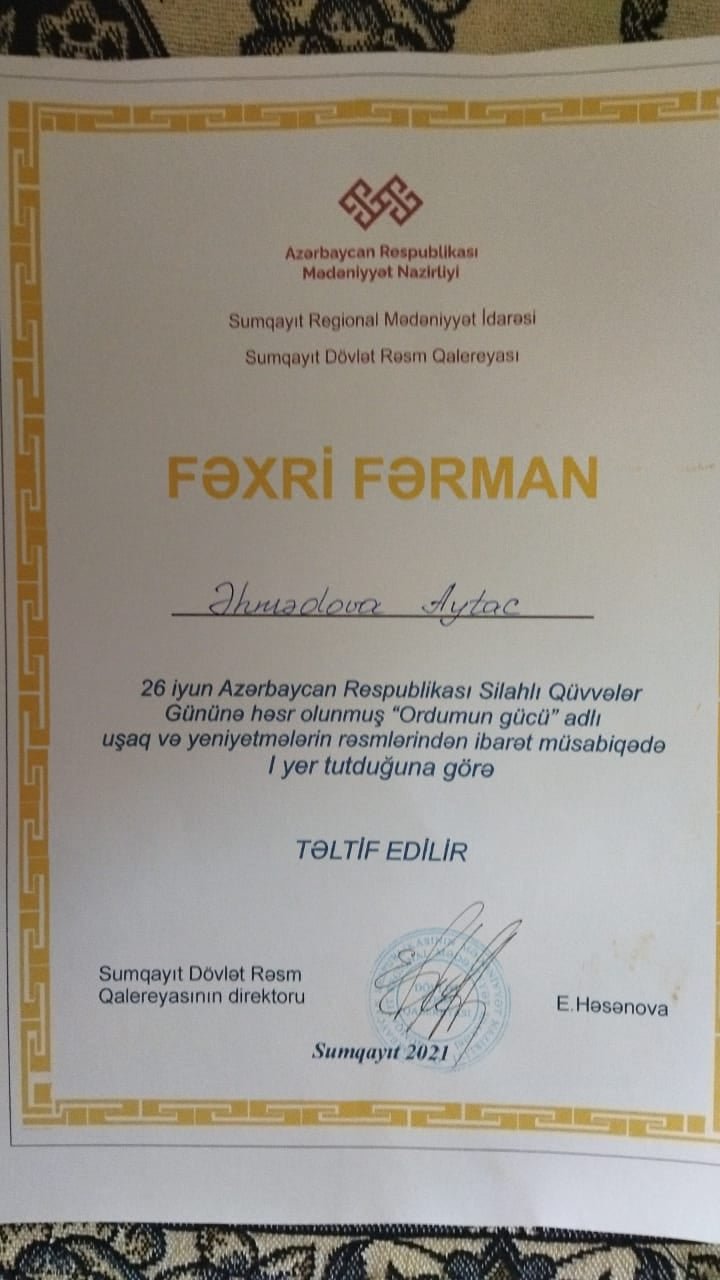 Azərbaycan Respublikası
Mədəniyyət Nazirliyi
Sumqayıt Regional Mədəniyyət İdarəsi
Sumqayıt Dövlət Rəsm Qalereyası
FƏXRİ FƏRMAN
Əhmədova Aytac
26 iyun Azərbaycan Respublikası Silahlı Qüvvələr
Gününə həsr olunmuş “Ordumun gücü” adlı
uşaq və yeniyetmələrin rəsmlərindən ibarət müsabiqədə
I yer tutduğuna görə
TƏLTİF EDİLİR
Sumqayıt Dövlət Rəsm
Qalereyasının direktoru
E.Həsənova
Sumqayıt 2021